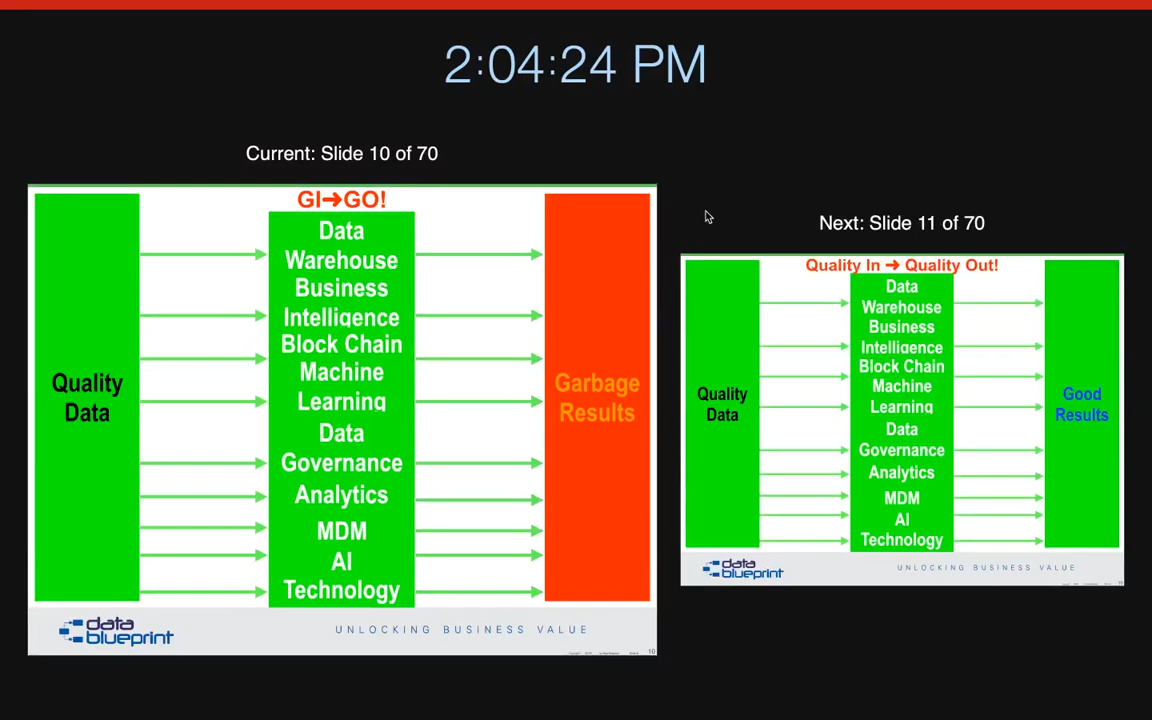 2:04:24 PM
Current: Slide 10 of 70
GI➔GO!
Quality
Data
Data
Warehouse
Business
Intelligence
Block Chain
Machine
Learning
Data
Governance
Analytics
MDM
AI
Technology
Garbage
Results
data
blueprint
UNLOCKING BUSINESS VALUE
10
Next: Slide 11 of 70
Quality In ➔ Quality Out!
Quality
Data
Data
Warehouse
Business
Intelligence
Block Chain
Machine
Learning
Data
Governance
Analytics
MDM
AI
Technology
Good
Results
data
blueprint
UNLOCKING BUSINESS VALUE